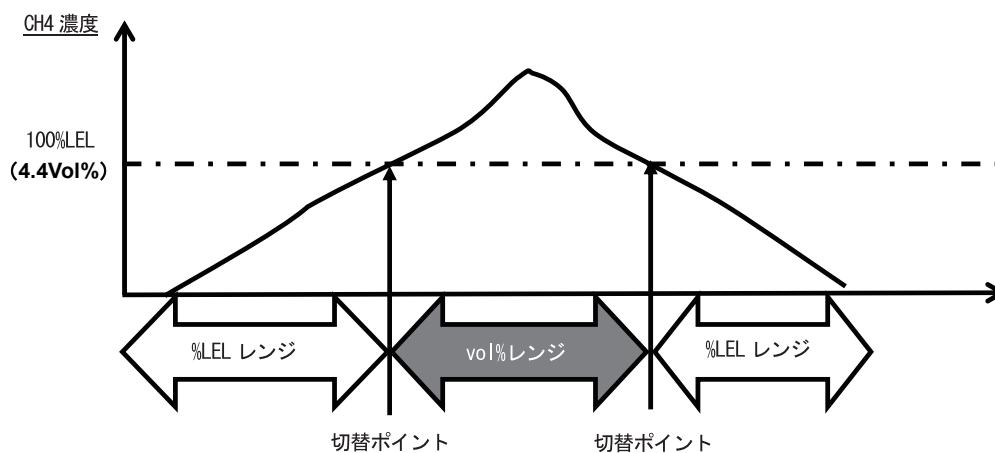 CH4 濃度
100%LEL
（4.4Vol%）
%LEL レンジ
vol%レンジ
%LEL レンジ
切替ポイント
切替ポイント